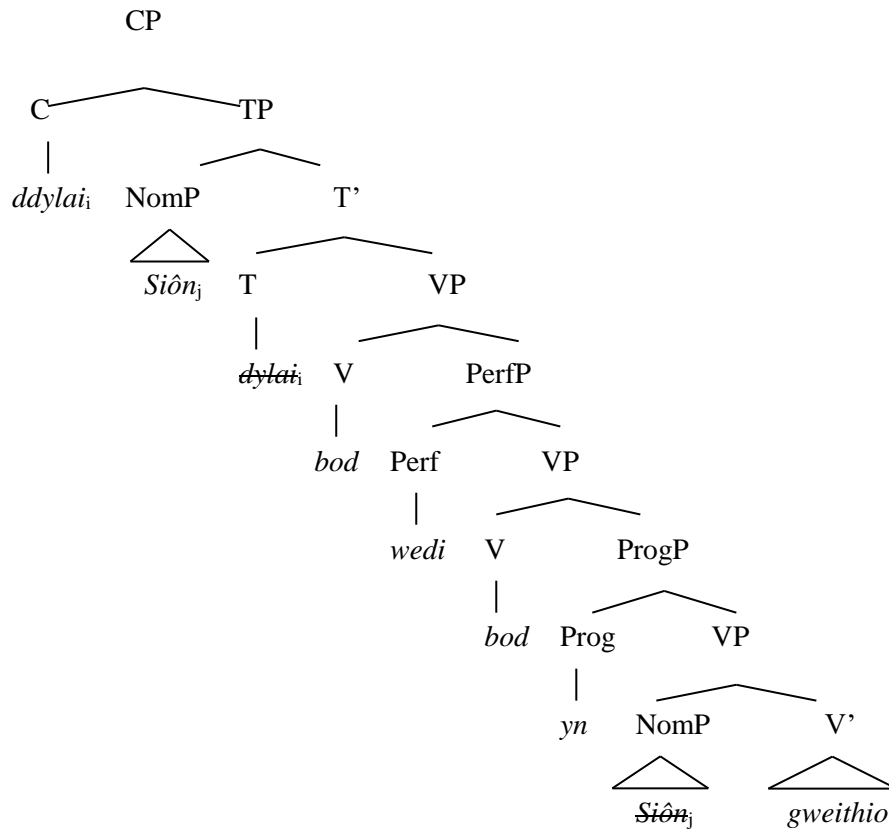 CP
C TP
ddylaiᵢ NomP T’
Siônⱼ T VP
dylaiᵢ V PerfP
bod Perf VP
wedi V ProgP
bod Prog VP
yn NomP V’
Siônⱼ gweithio